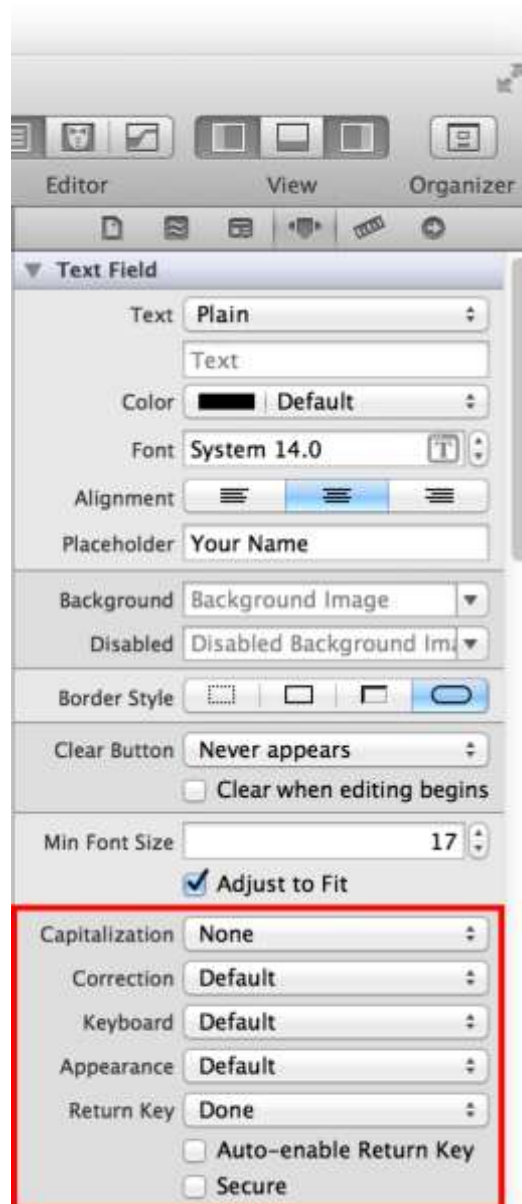 Editor View Organizer
Text Field
Text Plain
Text
Color Default
Font System 14.0 T
Alignment
Placeholder Your Name
Background Background Image
Disabled Disabled Background Im
Border Style
Clear Button Never appears
Clear when editing begins
Min Font Size 17
Adjust to Fit
Capitalization None
Correction Default
Keyboard Default
Appearance Default
Return Key Done
Auto-enable Return Key
Secure